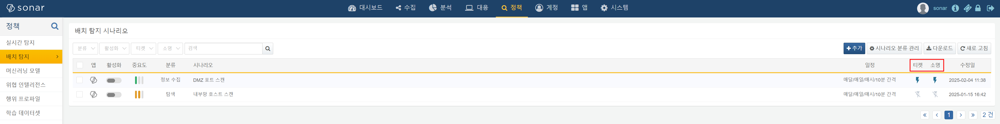 sonar 대시보드 수집 분석 대응 정책 계정 앱 시스템 sonar
정책
실시간 탐지
배치 탐지
머신러닝 모델
위협 인텔리전스
행위 프로파일
학습 데이터셋
배치 탐지 시나리오
분류 활성화 티켓 소명 검색 추가 시나리오 분류 관리 다운로드 새로 고침
앱 활성화 중요도 분류 시나리오 일정 티켓 소명 수정일
정보 수집 DMZ 포트 스캔 매달/매일/매시/10분 간격 2025-02-04 11:38
탐색 내부망 호스트 스캔 매달/매일/매시/10분 간격 2025-01-15 16:42
« ‹ 1 › » 2 건